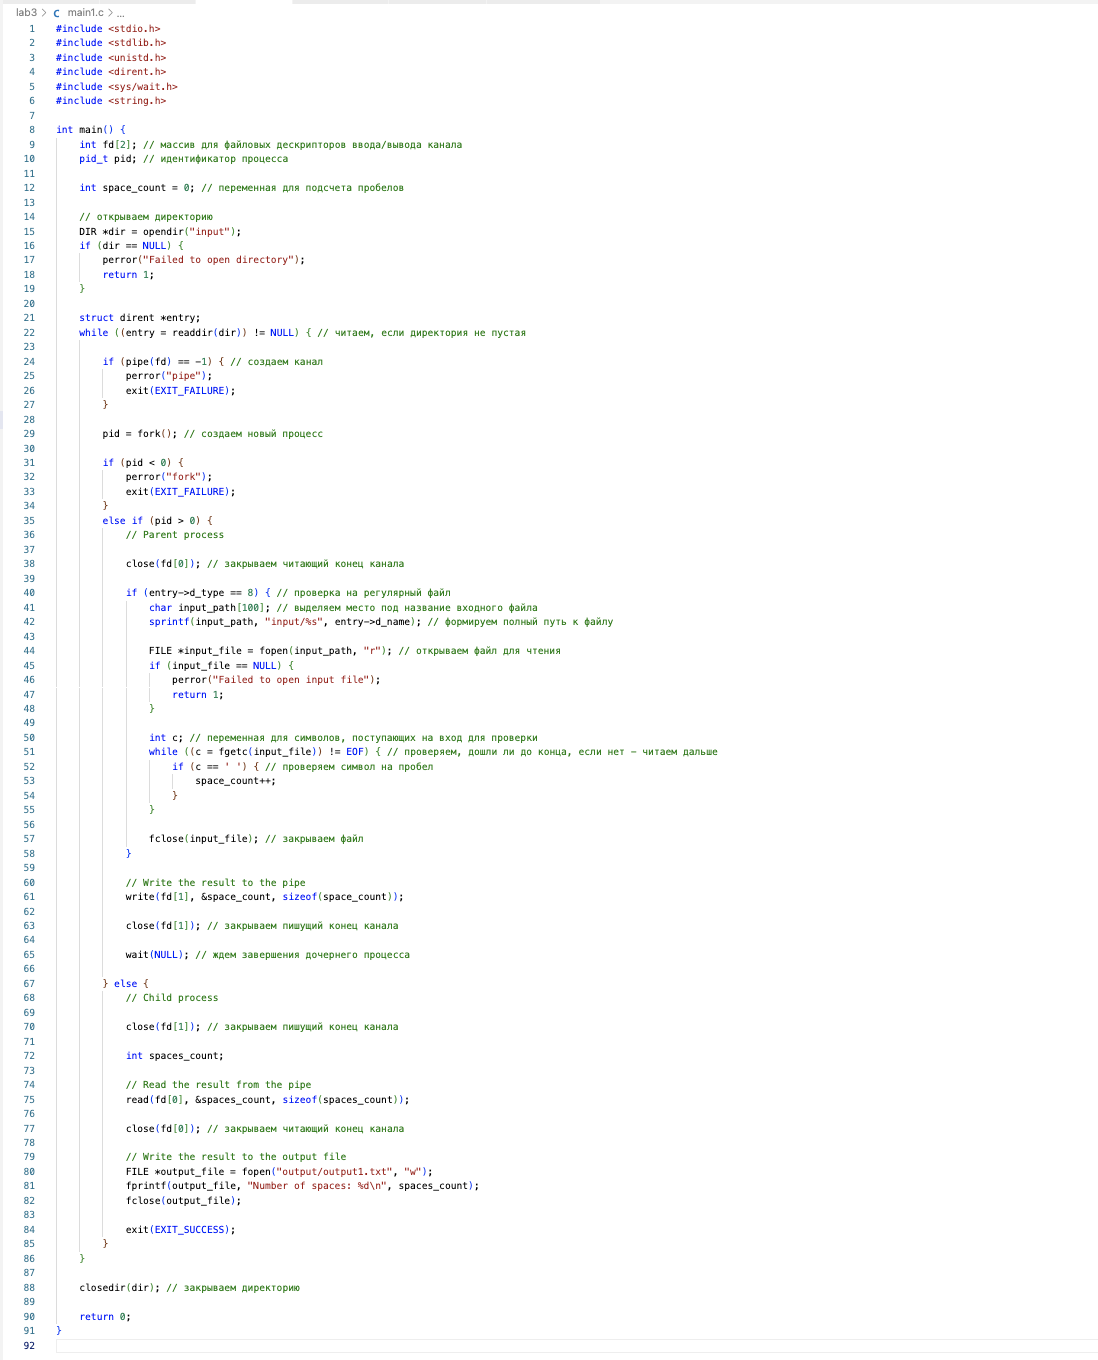 lab3 > C main1.c > ...
1 #include <stdio.h>
2 #include <stdlib.h>
3 #include <unistd.h>
4 #include <dirent.h>
5 #include <sys/wait.h>
6 #include <string.h>
7
8 int main() {
9     int fd[2]; // массив для файловых дескрипторов ввода/вывода канала
10     pid_t pid; // идентификатор процесса
11
12     int space_count = 0; // переменная для подсчета пробелов
13
14     // открываем директорию
15     DIR *dir = opendir("input");
16     if (dir == NULL) {
17         perror("Failed to open directory");
18         return 1;
19     }
20
21     struct dirent *entry;
22     while ((entry = readdir(dir)) != NULL) { // читаем, если директория не пустая
23
24         if (pipe(fd) == -1) { // создаем канал
25             perror("pipe");
26             exit(EXIT_FAILURE);
27         }
28
29         pid = fork(); // создаем новый процесс
30
31         if (pid < 0) {
32             perror("fork");
33             exit(EXIT_FAILURE);
34         }
35         else if (pid > 0) {
36             // Parent process
37
38             close(fd[0]); // закрываем читающий конец канала
39
40             if (entry->d_type == 8) { // проверка на регулярный файл
41                 char input_path[100]; // выделяем место под название входного файла
42                 sprintf(input_path, "input/%s", entry->d_name); // формируем полный путь к файлу
43
44                 FILE *input_file = fopen(input_path, "r"); // открываем файл для чтения
45                 if (input_file == NULL) {
46                     perror("Failed to open input file");
47                     return 1;
48                 }
49
50                 int c; // переменная для символов, поступающих на вход для проверки
51                 while ((c = fgetc(input_file)) != EOF) { // проверяем, дошли ли до конца, если нет – читаем дальше
52                     if (c == ' ') { // проверяем символ на пробел
53                         space_count++;
54                     }
55                 }
56
57                 fclose(input_file); // закрываем файл
58             }
59
60             // Write the result to the pipe
61             write(fd[1], &space_count, sizeof(space_count));
62
63             close(fd[1]); // закрываем пишущий конец канала
64
65             wait(NULL); // ждем завершения дочернего процесса
66
67         } else {
68             // Child process
69
70             close(fd[1]); // закрываем пишущий конец канала
71
72             int spaces_count;
73
74             // Read the result from the pipe
75             read(fd[0], &spaces_count, sizeof(spaces_count));
76
77             close(fd[0]); // закрываем читающий конец канала
78
79             // Write the result to the output file
80             FILE *output_file = fopen("output/output1.txt", "w");
81             fprintf(output_file, "Number of spaces: %d\n", spaces_count);
82             fclose(output_file);
83
84             exit(EXIT_SUCCESS);
85         }
86     }
87
88     closedir(dir); // закрываем директорию
89
90     return 0;
91 }
92